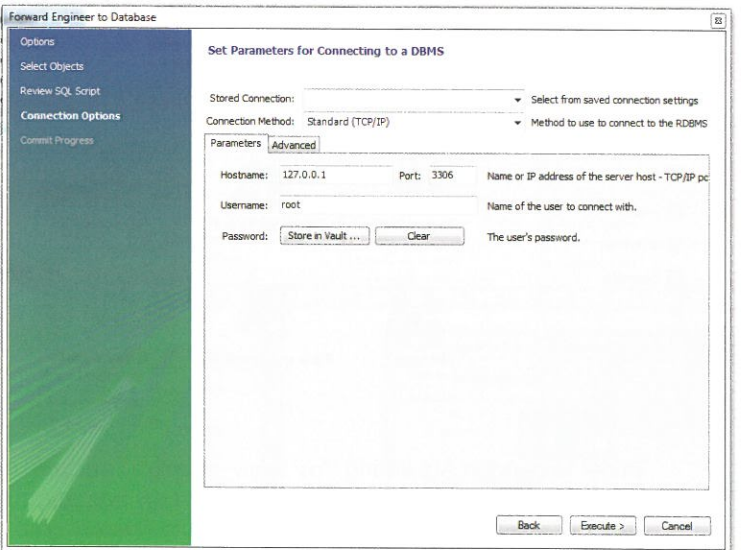 Forward Engineer to Database
Options
Select Objects
Review SQL Script
Connection Options
Commit Progress
Set Parameters for Connecting to a DBMS
Stored Connection: Select from saved connection settings
Connection Method: Standard (TCP/IP) Method to use to connect to the RDBMS
Parameters Advanced
Hostname: 127.0.0.1 Port: 3306 Name or IP address of the server host - TCP/IP pc
Username: root Name of the user to connect with.
Password: Store in Vault ... Clear The user's password.
Back Execute > Cancel